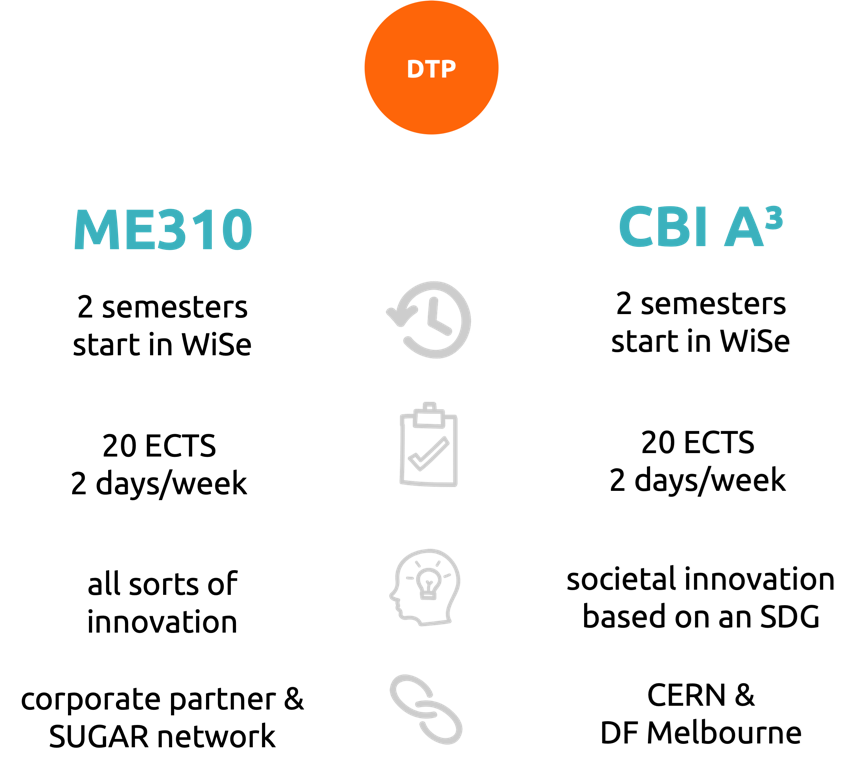 DTP
ME310
2 semesters
start in WiSe
20 ECTS
2 days/week
all sorts of
innovation
corporate partner &
SUGAR network
CBI A³
2 semesters
start in WiSe
20 ECTS
2 days/week
societal innovation
based on an SDG
CERN &
DF Melbourne